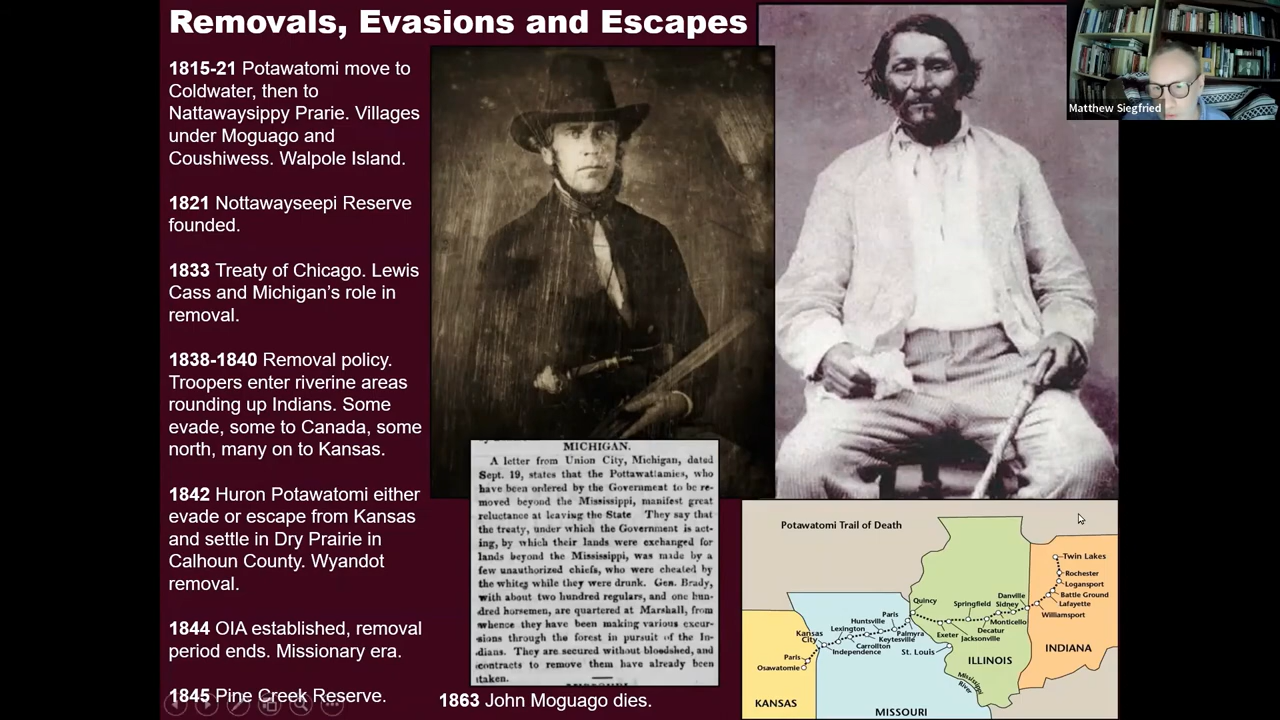 Removals, Evasions and Escapes
1815-21 Potawatomi move to
Coldwater, then to
Nattawaysippy Prarie. Villages
under Moguago and
Coushiwess. Walpole Island.
1821 Nottawayseepi Reserve
founded.
1833 Treaty of Chicago. Lewis
Cass and Michigan’s role in
removal.
1838-1840 Removal policy.
Troopers enter riverine areas
rounding up Indians. Some
evade, some to Canada, some
north, many on to Kansas.
1842 Huron Potawatomi either
evade or escape from Kansas
and settle in Dry Prairie in
Calhoun County. Wyandot
removal.
1844 OIA established, removal
period ends. Missionary era.
1845 Pine Creek Reserve.
MICHIGAN.
A letter from Union City, Michigan, dated
Sept. 19, states that the Pottawattamies, who
have been ordered by the Government to be re-
moved beyond the Mississippi, manifest great
reluctance at leaving the State They say that
the treaty, under which the Government is act-
ing, by which their lands were exchanged for
lands beyond the Mississippi, was made by a
few unauthorized chiefs, who were cheated by
the whites while they were drunk. Gen. Brady,
with about two hundred regulars, and one hun-
dred horsemen, are quartered at Marshall, from
whence they have been making various excur-
sions through the forest in pursuit of the In-
dians. They are secured without bloodshed, and
contracts to remove them have already been
taken.
1863 John Moguago dies.
Matthew Siegfried
Potawatomi Trail of Death
Twin Lakes
Rochester
Logansport
Battle Ground
Lafayette
Williamsport
Danville
Sidney
Monticello
Springfield
Decatur
Jacksonville
Exeter
Quincy
Paris
Palmyra
Huntsville
Keytesville
Carrollton
Lexington
Independence
Kansas
City
Paris
Osawatomie
St. Louis
Mississippi
River
KANSAS
MISSOURI
ILLINOIS
INDIANA